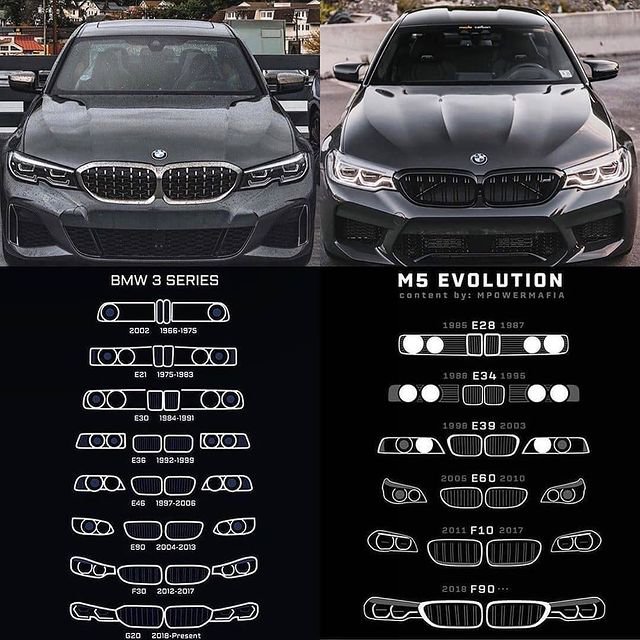 BMW 3 SERIES
2002 1966-1975
E21 1975-1983
E30 1984-1991
E36 1992-1999
E46 1997-2006
E90 2004-2013
F30 2012-2017
G20 2018-Present
M5 EVOLUTION
content by: MPOWERMAFIA
1985 E28 1987
1988 E34 1995
1998 E39 2003
2005 E60 2010
2011 F10 2017
2018 F90 ...